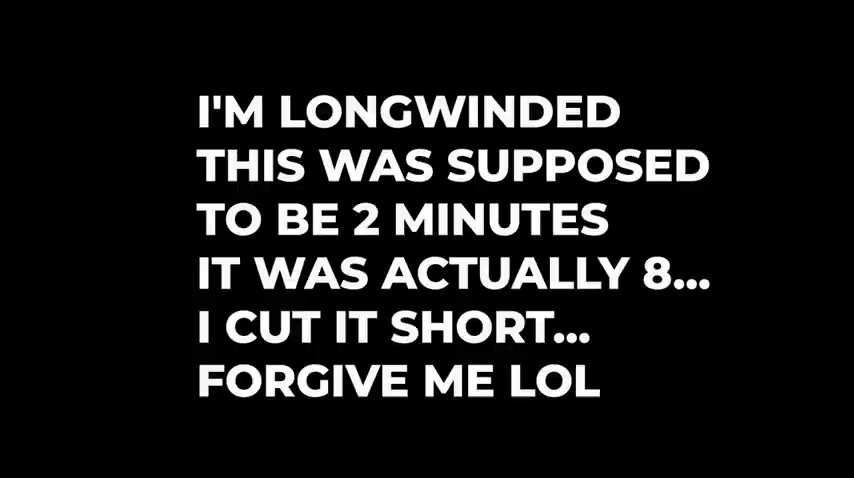 I'M LONGWINDED
THIS WAS SUPPOSED
TO BE 2 MINUTES
IT WAS ACTUALLY 8...
I CUT IT SHORT...
FORGIVE ME LOL